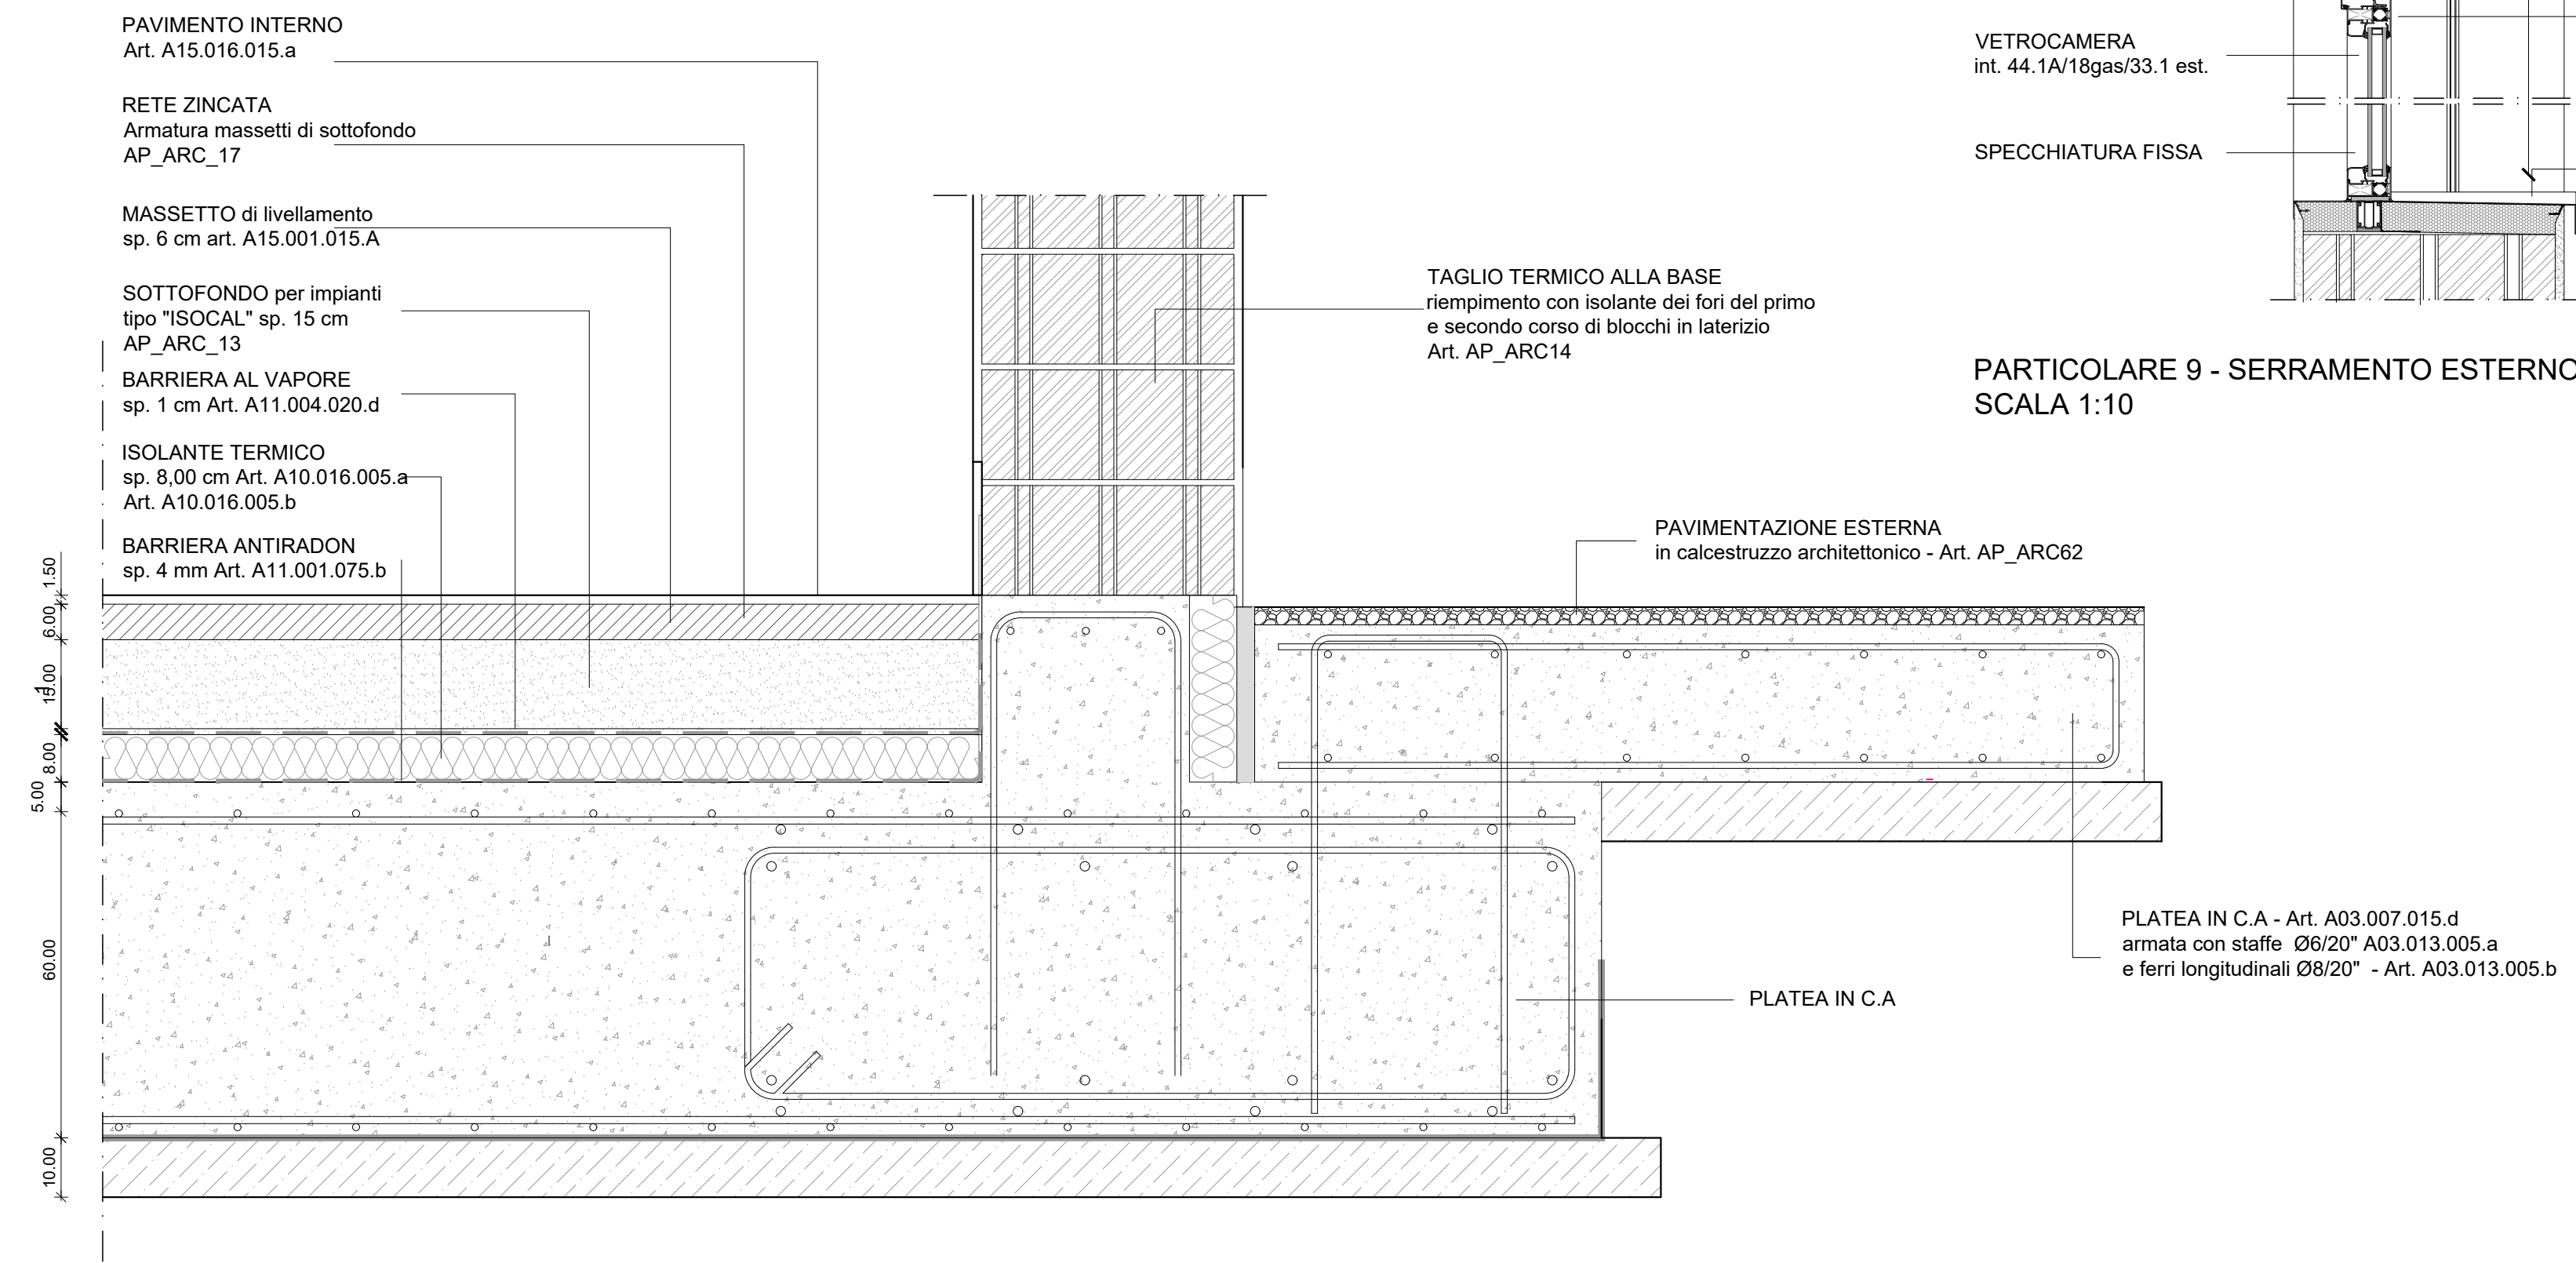 PAVIMENTO INTERNO
Art. A15.016.015.a
RETE ZINCATA
Armatura massetti di sottofondo
AP_ARC_17
MASSETTO di livellamento
sp. 6 cm art. A15.001.015.A
SOTTOFONDO per impianti
tipo "ISOCAL" sp. 15 cm
AP_ARC_13
BARRIERA AL VAPORE
sp. 1 cm Art. A11.004.020.d
ISOLANTE TERMICO
sp. 8,00 cm Art. A10.016.005.a
Art. A10.016.005.b
BARRIERA ANTIRADON
sp. 4 mm Art. A11.001.075.b
1.50
6.00
15.00
1
8.00
5.00
60.00
10.00
TAGLIO TERMICO ALLA BASE
riempimento con isolante dei fori del primo
e secondo corso di blocchi in laterizio
Art. AP_ARC14
PAVIMENTAZIONE ESTERNA
in calcestruzzo architettonico - Art. AP_ARC62
PLATEA IN C.A
PLATEA IN C.A - Art. A03.007.015.d
armata con staffe Ø6/20" A03.013.005.a
e ferri longitudinali Ø8/20" - Art. A03.013.005.b
VETROCAMERA
int. 44.1A/18gas/33.1 est.
SPECCHIATURA FISSA
PARTICOLARE 9 - SERRAMENTO ESTERNO
SCALA 1:10